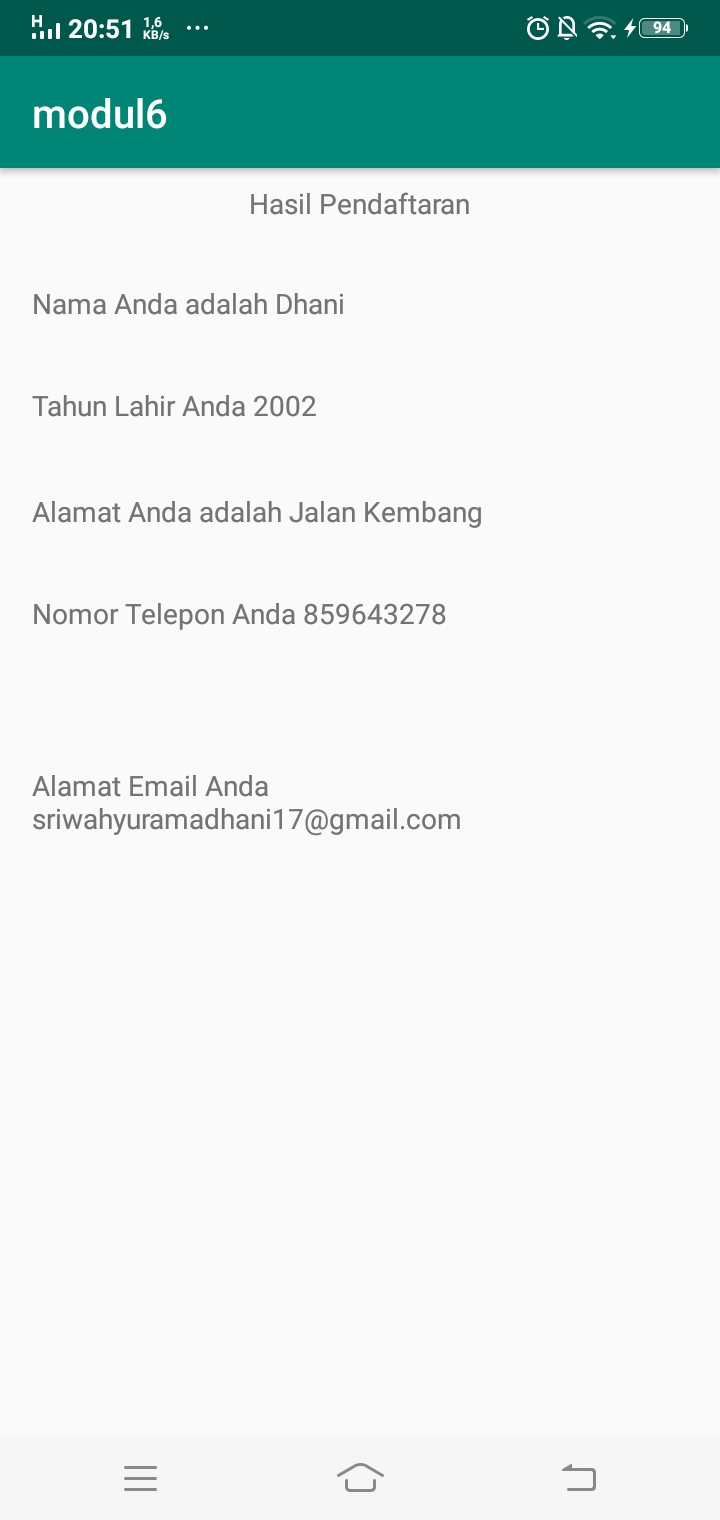 H 20:51 1,6 KB/s ... 94
modul6
Hasil Pendaftaran
Nama Anda adalah Dhani
Tahun Lahir Anda 2002
Alamat Anda adalah Jalan Kembang
Nomor Telepon Anda 859643278
Alamat Email Anda
sriwahyuramadhani17@gmail.com